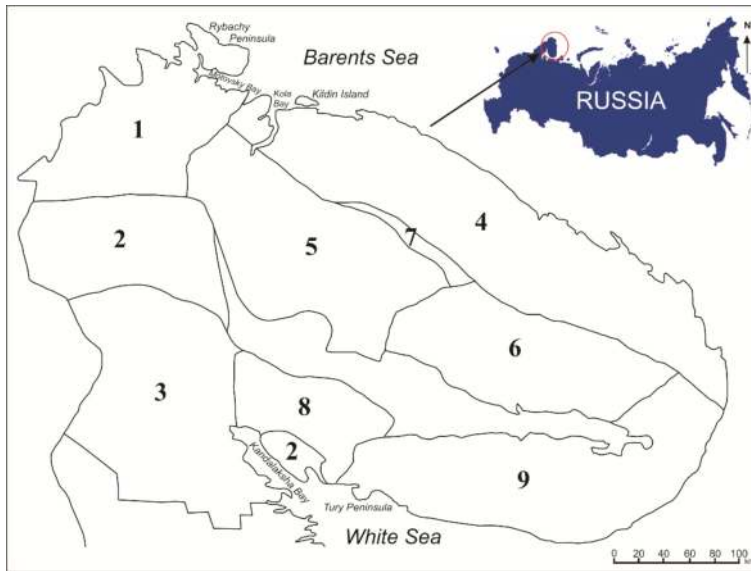 Rybachy
Peninsula
Barents Sea
N
Motovsky Bay
Kola
Bay
Kildin Island
RUSSIA
1
2
5
7
4
6
3
8
2
9
Kandalaksha Bay
Tury Peninsula
White Sea
0 20 40 60 80 100